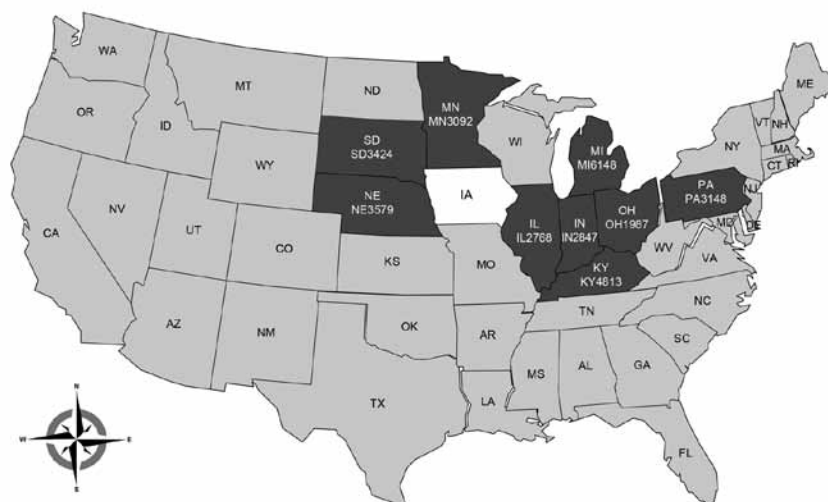 WA
MT
ND
MN
MN3092
OR
ID
WY
SD
SD3424
WI
MI
MI6148
NY
VT
NH
ME
MA
CT
RI
NV
UT
CA
CO
NE
NE3579
IA
IL
IL2768
IN
IN2847
OH
OH1987
PA
PA3148
NJ
MD
DE
WV
VA
KS
MO
KY
KY4813
AZ
NM
OK
AR
TN
NC
SC
TX
LA
MS
AL
GA
FL
N
W
E
S